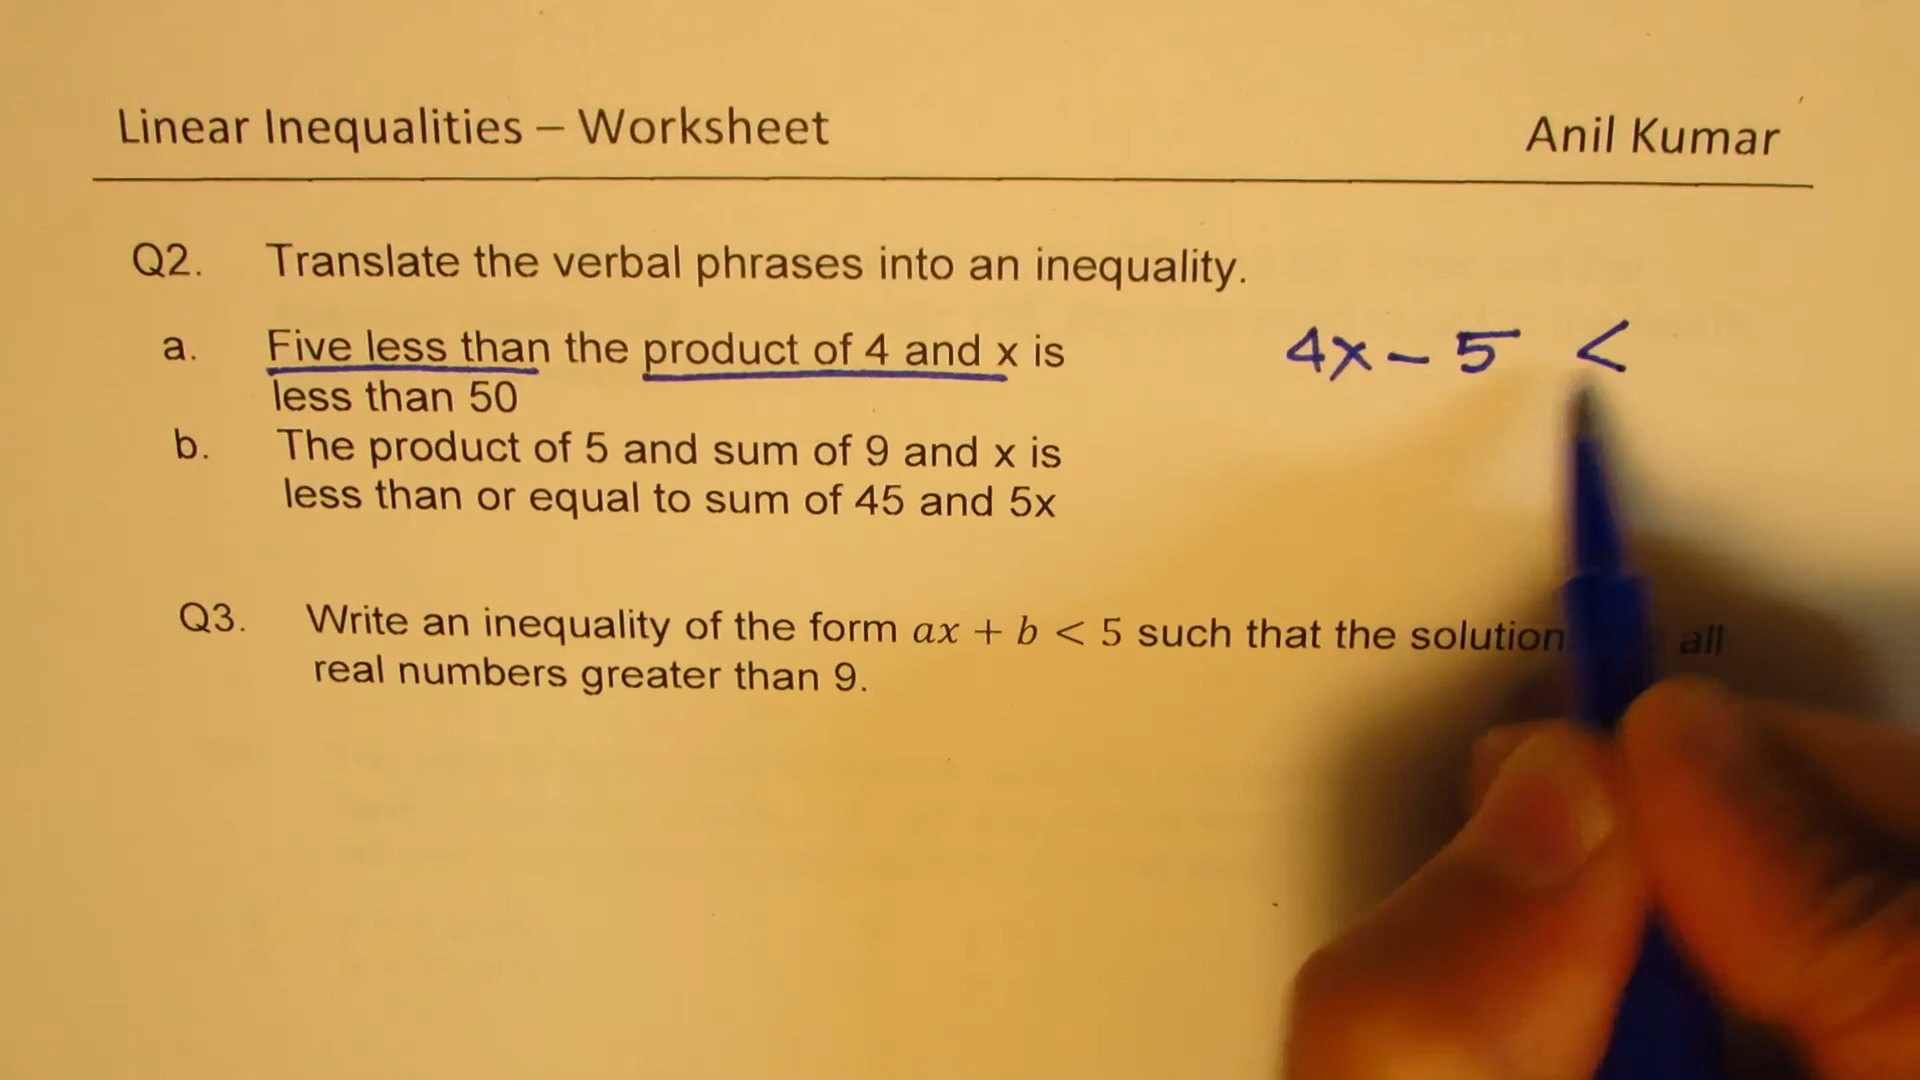 Linear Inequalities – Worksheet Anil Kumar
Q2. Translate the verbal phrases into an inequality.
a. Five less than the product of 4 and x is 4x – 5 <
less than 50
b. The product of 5 and sum of 9 and x is
less than or equal to sum of 45 and 5x
Q3. Write an inequality of the form ax + b < 5 such that the solution all
real numbers greater than 9.